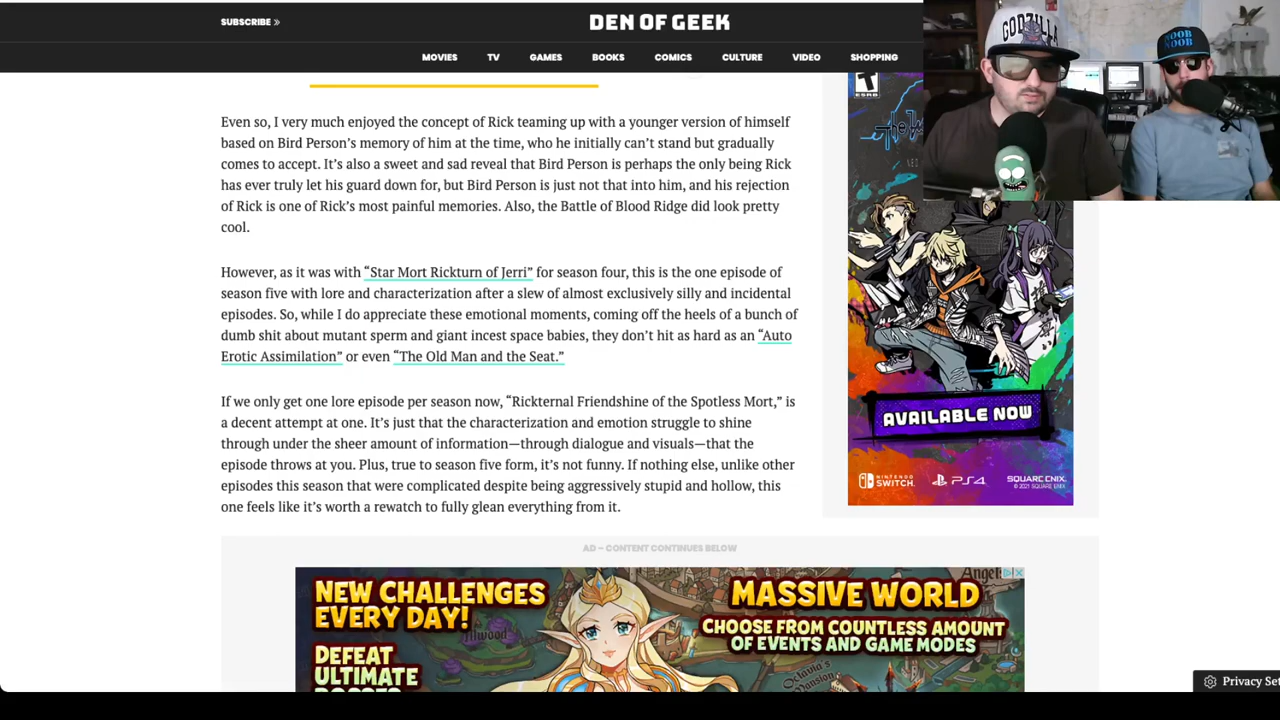 SUBSCRIBE »
DEN OF GEEK
MOVIES TV GAMES BOOKS COMICS CULTURE VIDEO SHOPPING
GODZILLA
NOOB
NOOB
Even so, I very much enjoyed the concept of Rick teaming up with a younger version of himself
based on Bird Person’s memory of him at the time, who he initially can’t stand but gradually
comes to accept. It’s also a sweet and sad reveal that Bird Person is perhaps the only being Rick
has ever truly let his guard down for, but Bird Person is just not that into him, and his rejection
of Rick is one of Rick’s most painful memories. Also, the Battle of Blood Ridge did look pretty
cool.
However, as it was with “Star Mort Rickturn of Jerri” for season four, this is the one episode of
season five with lore and characterization after a slew of almost exclusively silly and incidental
episodes. So, while I do appreciate these emotional moments, coming off the heels of a bunch of
dumb shit about mutant sperm and giant incest space babies, they don’t hit as hard as an “Auto
Erotic Assimilation” or even “The Old Man and the Seat.”
If we only get one lore episode per season now, “Rickternal Friendshine of the Spotless Mort,” is
a decent attempt at one. It’s just that the characterization and emotion struggle to shine
through under the sheer amount of information—through dialogue and visuals—that the
episode throws at you. Plus, true to season five form, it’s not funny. If nothing else, unlike other
episodes this season that were complicated despite being aggressively stupid and hollow, this
one feels like it’s worth a rewatch to fully glean everything from it.
T
ESRB
AVAILABLE NOW
NINTENDO
SWITCH
PS4
SQUARE ENIX
© 2021 SQUARE ENIX
AD – CONTENT CONTINUES BELOW
NEW CHALLENGES
EVERY DAY!
DEFEAT
ULTIMATE
Allwood
MASSIVE WORLD
CHOOSE FROM COUNTLESS AMOUNT
OF EVENTS AND GAME MODES
Octavia's
Mansion
Privacy Set